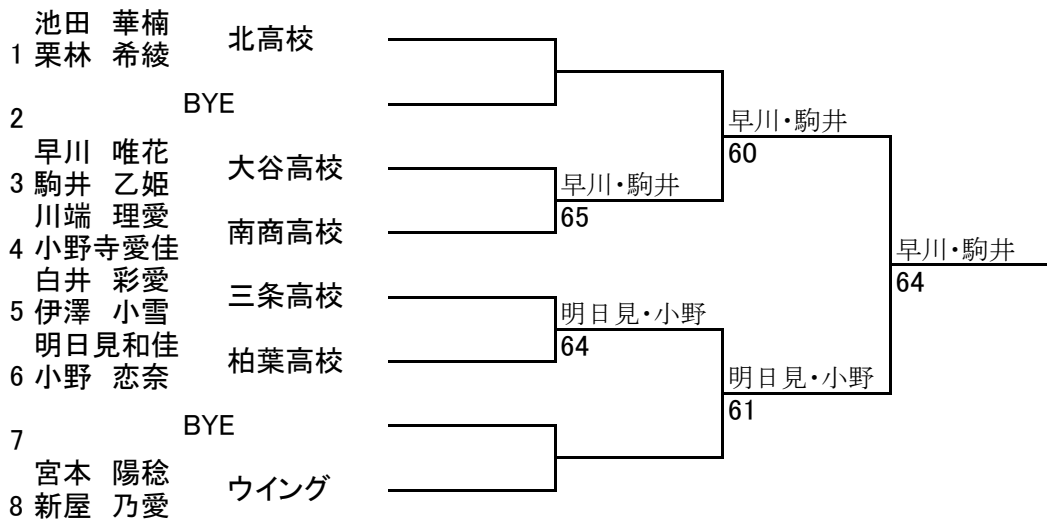 池田　華楠
1 栗林　希綾
北高校
2
BYE
早川　唯花
3 駒井　乙姫
大谷高校
川端　理愛
4 小野寺愛佳
南商高校
白井　彩愛
5 伊澤　小雪
三条高校
明日見和佳
6 小野　恋奈
柏葉高校
7
BYE
宮本　陽稔
8 新屋　乃愛
ウイング
早川・駒井
65
明日見・小野
64
早川・駒井
60
明日見・小野
61
早川・駒井
64